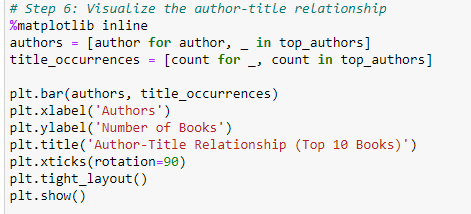 # Step 6: Visualize the author-title relationship
%matplotlib inline
authors = [author for author, _ in top_authors]
title_occurrences = [count for _, count in top_authors]

plt.bar(authors, title_occurrences)
plt.xlabel('Authors')
plt.ylabel('Number of Books')
plt.title('Author-Title Relationship (Top 10 Books)')
plt.xticks(rotation=90)
plt.tight_layout()
plt.show()